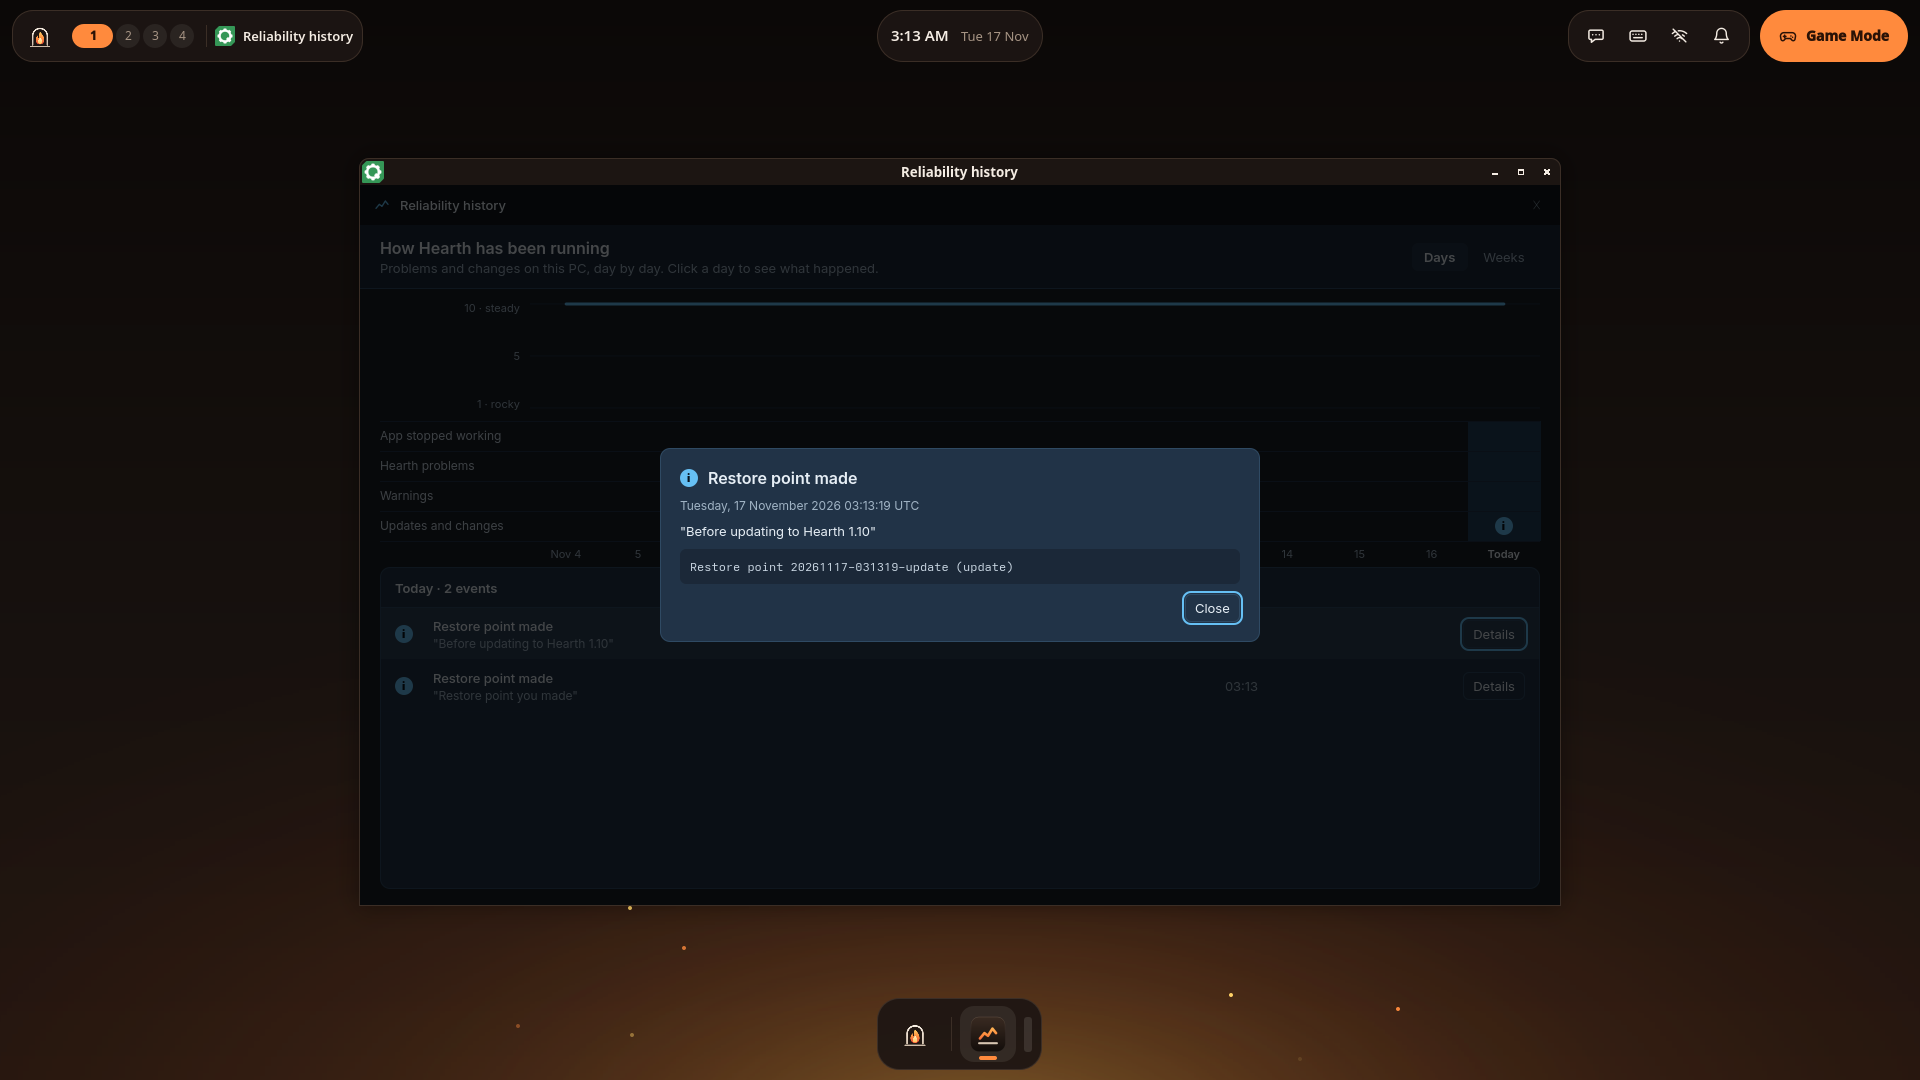 1 2 3 4 Reliability history
3:13 AM Tue 17 Nov
Game Mode
Reliability history
Reliability history
X
How Hearth has been running
Problems and changes on this PC, day by day. Click a day to see what happened.
Days Weeks
10 · steady
5
1 · rocky
App stopped working
Hearth problems
Warnings
Updates and changes
Nov 4 5 14 15 16 Today
Restore point made
Tuesday, 17 November 2026 03:13:19 UTC
"Before updating to Hearth 1.10"
Restore point 20261117-031319-update (update)
Close
Today · 2 events
Restore point made
"Before updating to Hearth 1.10"
Details
Restore point made
"Restore point you made"
03:13
Details